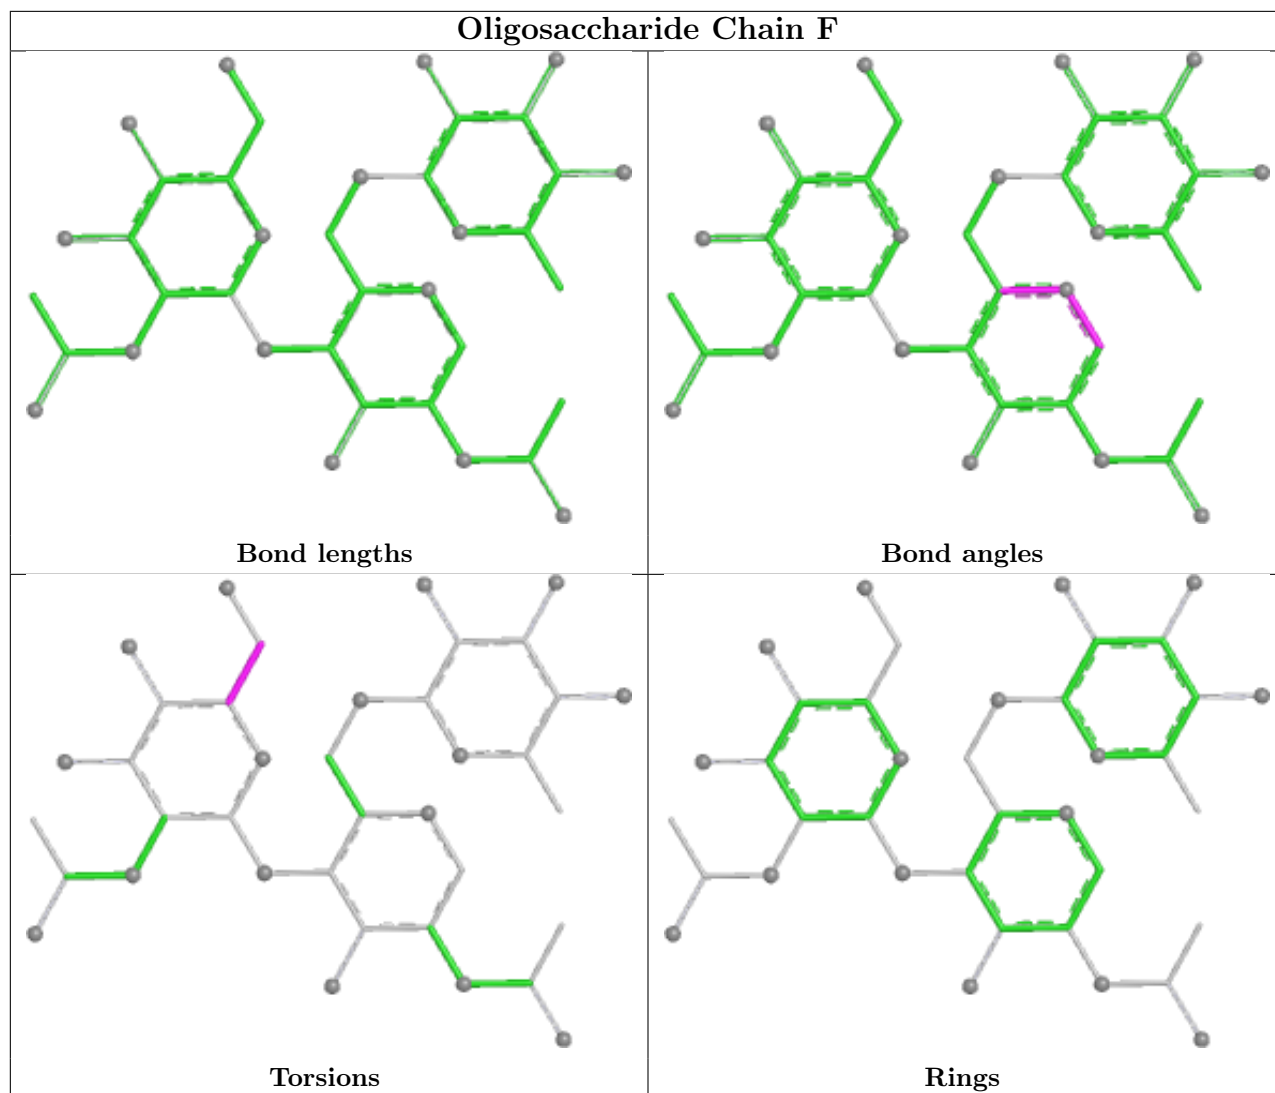 Oligosaccharide Chain F
Bond lengths
Bond angles
Torsions
Rings